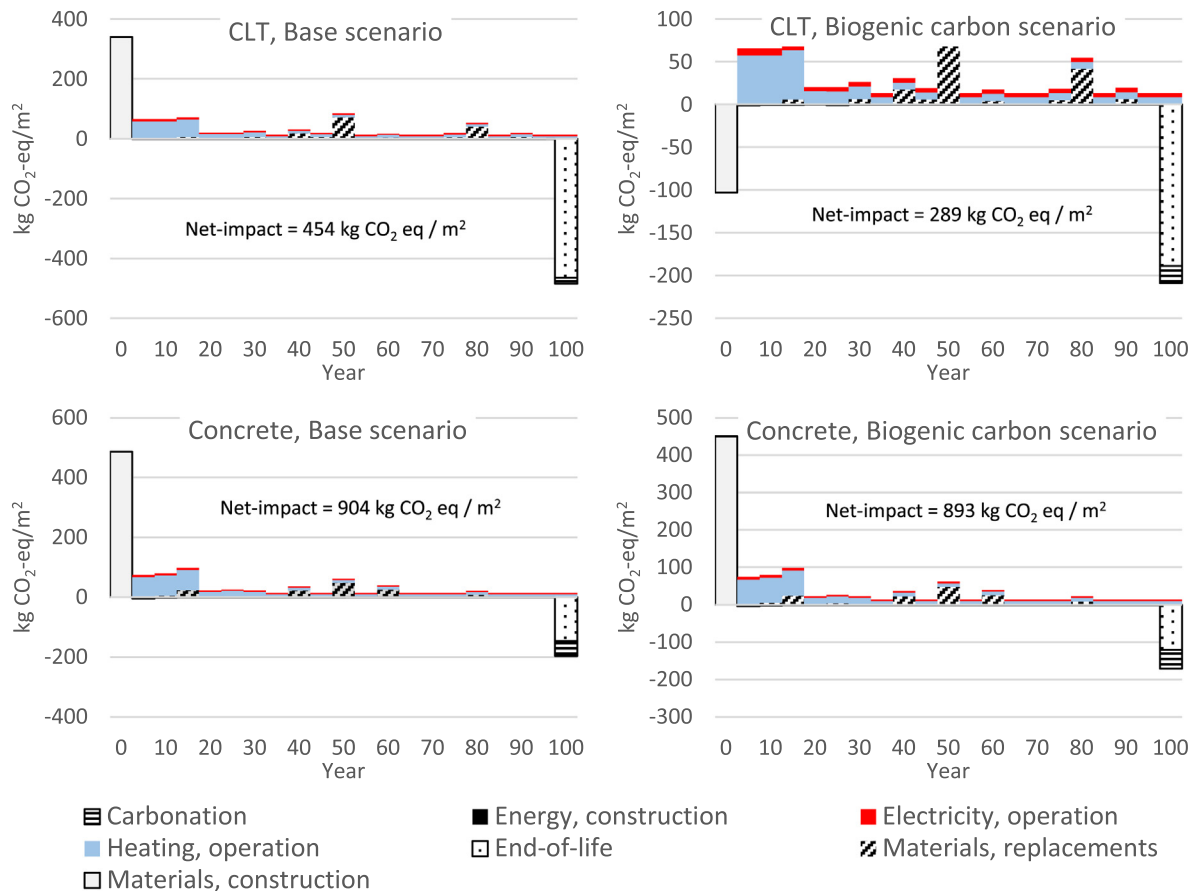 CLT, Base scenario
kg CO₂-eq/m²
400
200
0
-200
-400
-600
Net-impact = 454 kg CO₂ eq / m²
0 10 20 30 40 50 60 70 80 90 100
Year
CLT, Biogenic carbon scenario
kg CO₂-eq/m²
100
50
0
-50
-100
-150
-200
-250
Net-impact = 289 kg CO₂ eq / m²
0 10 20 30 40 50 60 70 80 90 100
Year
Concrete, Base scenario
kg CO₂-eq/m²
600
400
200
0
-200
-400
Net-impact = 904 kg CO₂ eq / m²
0 10 20 30 40 50 60 70 80 90 100
Year
Concrete, Biogenic carbon scenario
kg CO₂-eq/m²
500
400
300
200
100
0
-100
-200
-300
Net-impact = 893 kg CO₂ eq / m²
0 10 20 30 40 50 60 70 80 90 100
Year
Carbonation
Energy, construction
Electricity, operation
Heating, operation
End-of-life
Materials, replacements
Materials, construction